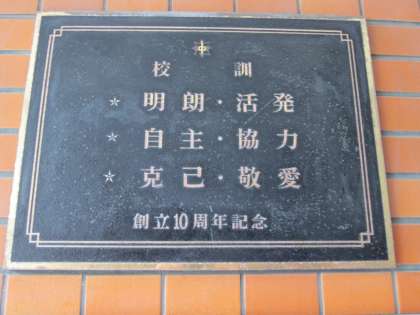 中
校 訓
☆ 明朗・活発
☆ 自主・協力
☆ 克己・敬愛
創立10周年記念